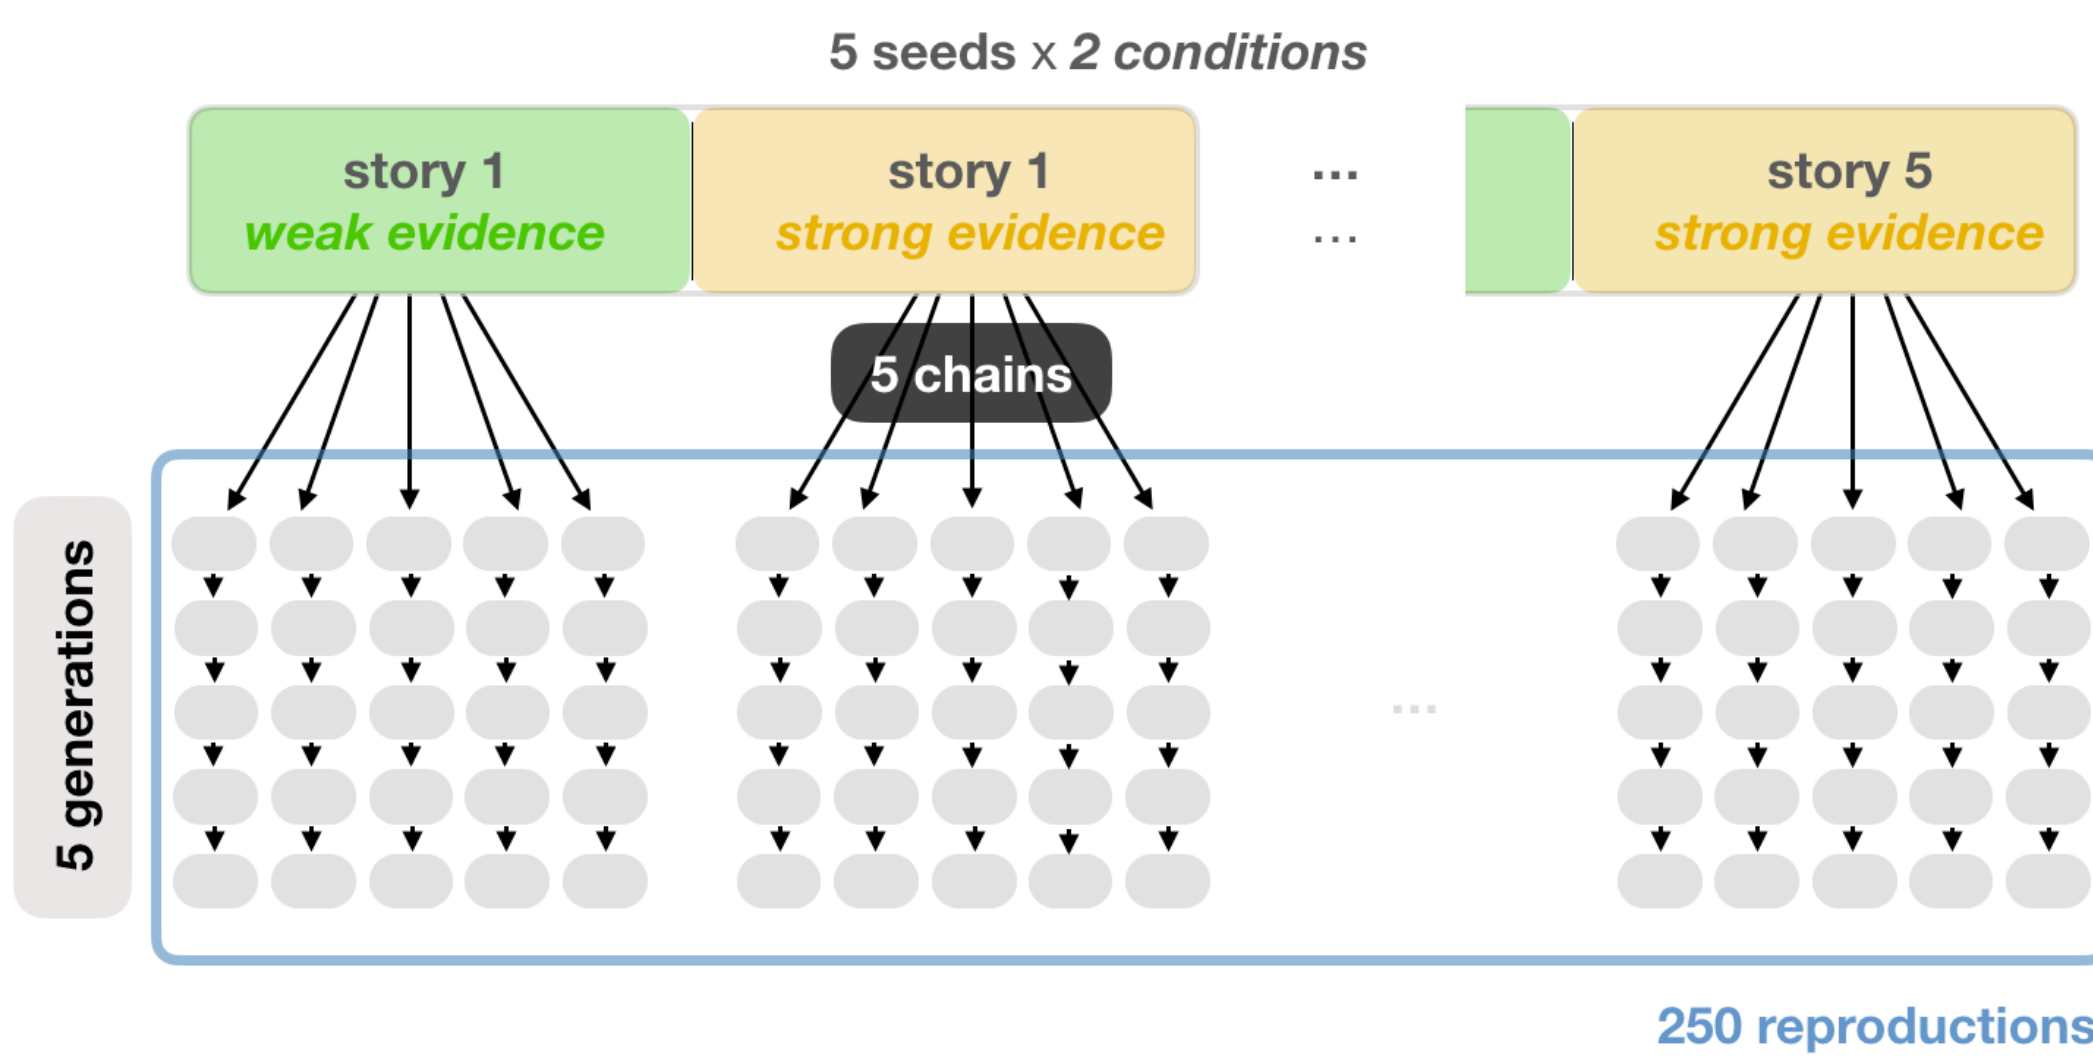 5 seeds x 2 conditions
story 1
weak evidence
story 1
strong evidence
...
...
story 5
strong evidence
5 chains
5 generations
...
250 reproductions